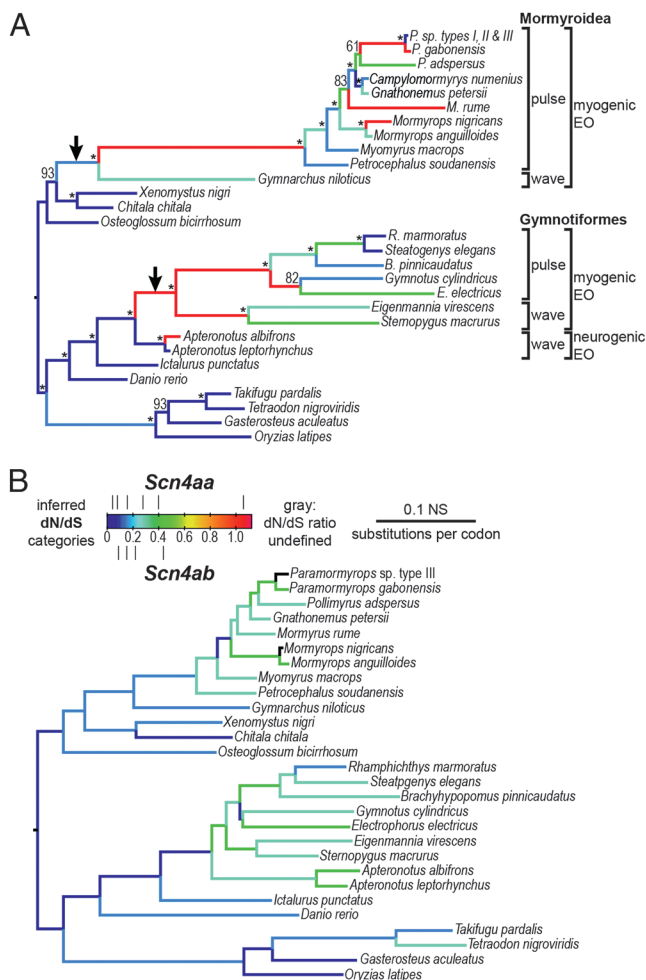 A
Mormyroidea
P. sp. types I, II & III
P. gabonensis
P. adspersus
Campylomormyrus numenius
Gnathonemus petersii
M. rume
Mormyrops nigricans
Mormyrops anguilloides
Myomyrus macrops
Petrocephalus soudanensis
Gymnarchus niloticus
Xenomystus nigri
Chitala chitala
Osteoglossum bicirrhosum
61
83
93
* * * * * * *
pulse
wave
myogenic
EO
Gymnotiformes
R. marmoratus
Steatogenys elegans
B. pinnicaudatus
Gymnotus cylindricus
E. electricus
Eigenmannia virescens
Sternopygus macrurus
Apteronotus albifrons
Apteronotus leptorhynchus
Ictalurus punctatus
Danio rerio
Takifugu pardalis
Tetraodon nigroviridis
Gasterosteus aculeatus
Oryzias latipes
82
93
pulse
wave
myogenic
EO
wave
neurogenic
EO
B
Scn4aa
inferred
dN/dS
categories
0 0.2 0.4 0.6 0.8 1.0
Scn4ab
gray:
dN/dS ratio
undefined
0.1 NS
substitutions per codon
Paramormyrops sp. type III
Paramormyrops gabonensis
Pollimyrus adspersus
Gnathonemus petersii
Mormyrus rume
Mormyrops nigricans
Mormyrops anguilloides
Myomyrus macrops
Petrocephalus soudanensis
Gymnarchus niloticus
Xenomystus nigri
Chitala chitala
Osteoglossum bicirrhosum
Rhamphichthys marmoratus
Steatpgenys elegans
Brachyhypopomus pinnicaudatus
Gymnotus cylindricus
Electrophorus electricus
Eigenmannia virescens
Sternopygus macrurus
Apteronotus albifrons
Apteronotus leptorhynchus
Ictalurus punctatus
Danio rerio
Takifugu pardalis
Tetraodon nigroviridis
Gasterosteus aculeatus
Oryzias latipes